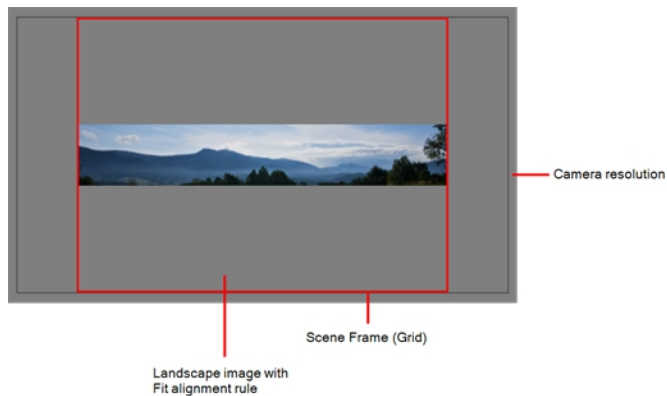 Camera resolution
Scene Frame (Grid)
Landscape image with
Fit alignment rule